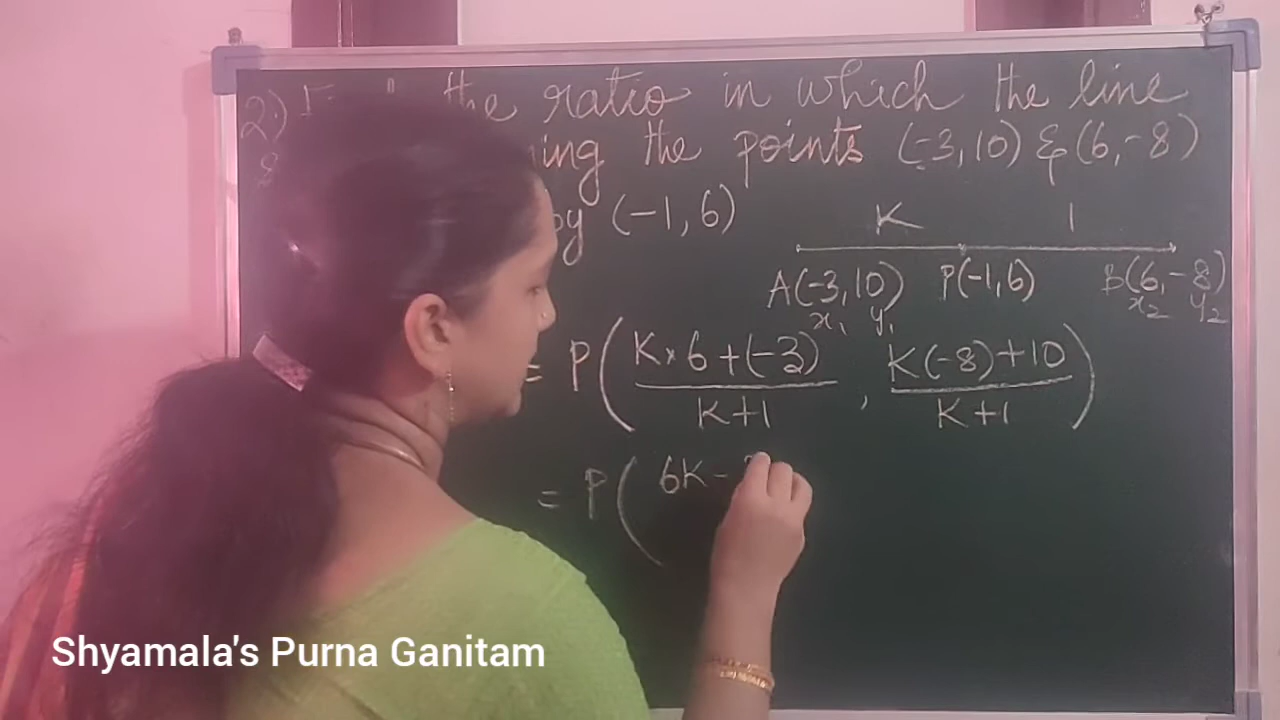 2) the ratio in which the line
ing the points (-3,10) & (6,-8)
by (-1,6)
K 1
A(-3,10) P(-1,6) B(6,-8)
x₁ y₁ x₂ y₂
= P( K×6+(-3) / K+1 , K(-8)+10 / K+1 )
= P( 6K-
Shyamala's Purna Ganitam